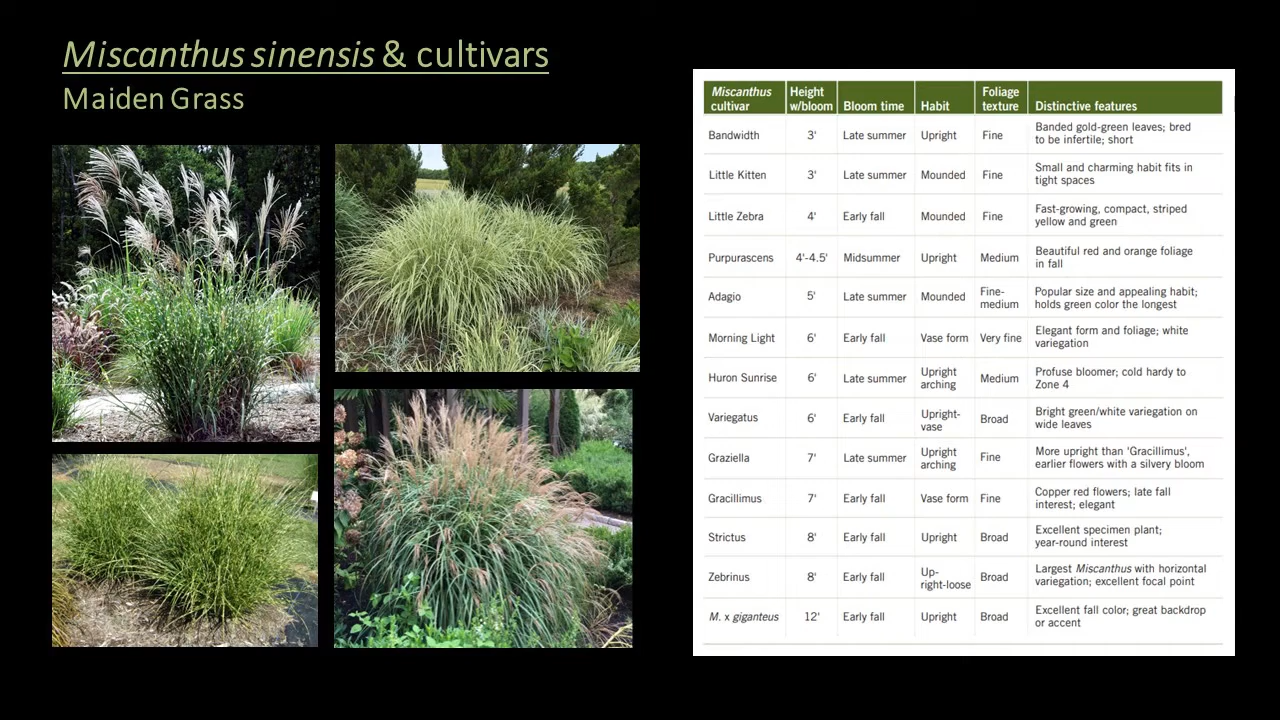 Miscanthus sinensis & cultivars
Maiden Grass
Miscanthus cultivar Height w/bloom Bloom time Habit Foliage texture Distinctive features
Bandwidth 3' Late summer Upright Fine Banded gold-green leaves; bred to be infertile; short
Little Kitten 3' Late summer Mounded Fine Small and charming habit fits in tight spaces
Little Zebra 4' Early fall Mounded Fine Fast-growing, compact, striped yellow and green
Purpurascens 4'-4.5' Midsummer Upright Medium Beautiful red and orange foliage in fall
Adagio 5' Late summer Mounded Fine-medium Popular size and appealing habit; holds green color the longest
Morning Light 6' Early fall Vase form Very fine Elegant form and foliage; white variegation
Huron Sunrise 6' Late summer Upright arching Medium Profuse bloomer; cold hardy to Zone 4
Variegatus 6' Early fall Upright-vase Broad Bright green/white variegation on wide leaves
Graziella 7' Late summer Upright arching Fine More upright than 'Gracillimus', earlier flowers with a silvery bloom
Gracillimus 7' Early fall Vase form Fine Copper red flowers; late fall interest; elegant
Strictus 8' Early fall Upright Broad Excellent specimen plant; year-round interest
Zebrinus 8' Early fall Up-right-loose Broad Largest Miscanthus with horizontal variegation; excellent focal point
M. x giganteus 12' Early fall Upright Broad Excellent fall color; great backdrop or accent